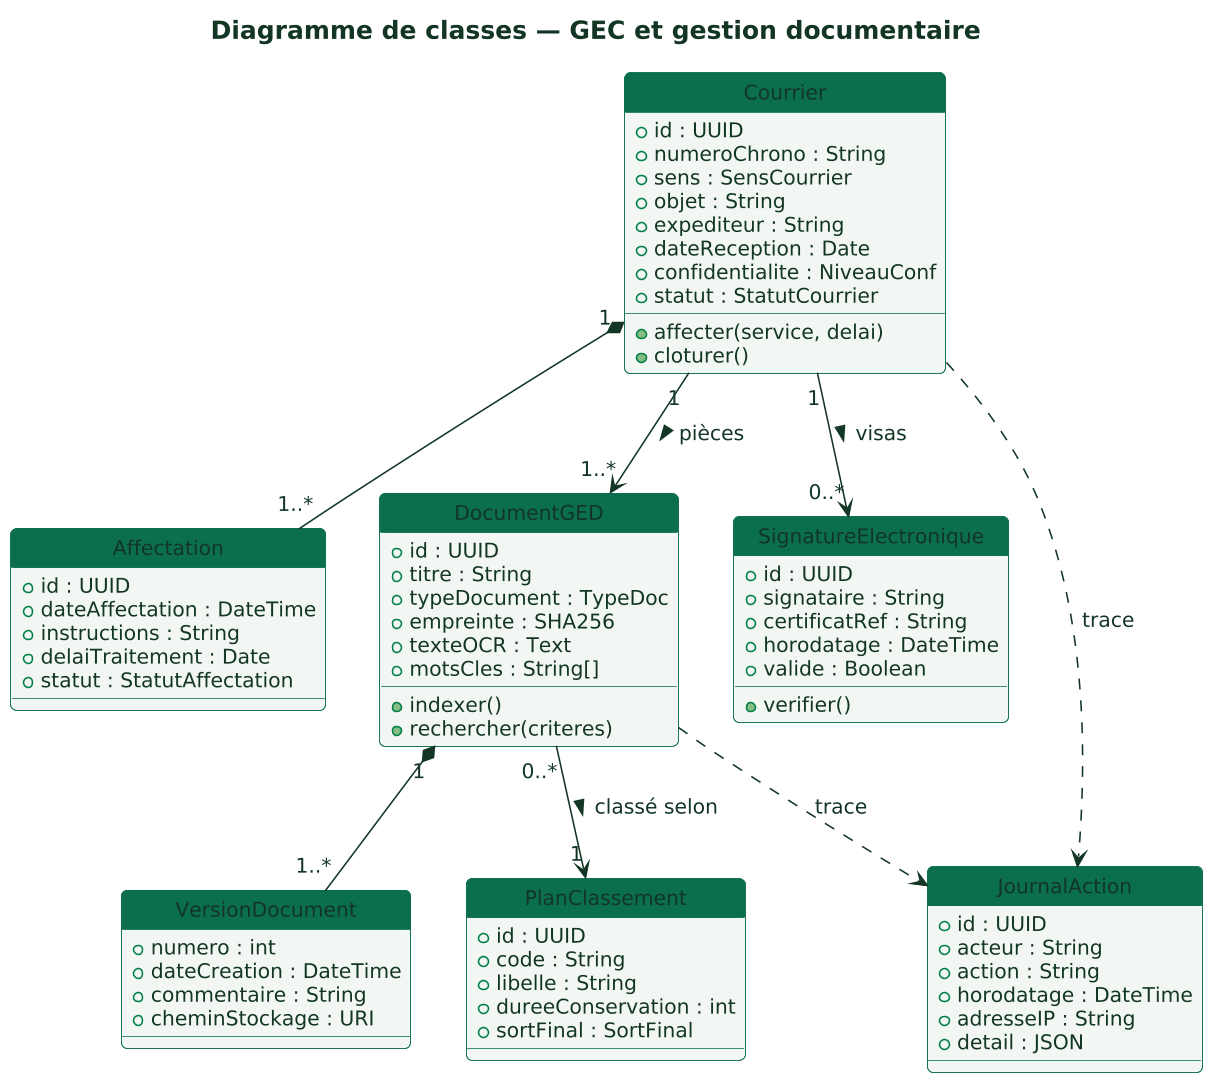 Diagramme de classes — GEC et gestion documentaire
Courrier
id : UUID
numeroChrono : String
sens : SensCourrier
objet : String
expediteur : String
dateReception : Date
confidentialite : NiveauConf
statut : StatutCourrier
affecter(service, delai)
cloturer()
1
1..*
1
pièces
1..*
1
visas
0..*
trace
Affectation
id : UUID
dateAffectation : DateTime
instructions : String
delaiTraitement : Date
statut : StatutAffectation
DocumentGED
id : UUID
titre : String
typeDocument : TypeDoc
empreinte : SHA256
texteOCR : Text
motsCles : String[]
indexer()
rechercher(criteres)
SignatureElectronique
id : UUID
signataire : String
certificatRef : String
horodatage : DateTime
valide : Boolean
verifier()
1
1..*
0..*
classé selon
1
trace
VersionDocument
numero : int
dateCreation : DateTime
commentaire : String
cheminStockage : URI
PlanClassement
id : UUID
code : String
libelle : String
dureeConservation : int
sortFinal : SortFinal
JournalAction
id : UUID
acteur : String
action : String
horodatage : DateTime
adresseIP : String
detail : JSON